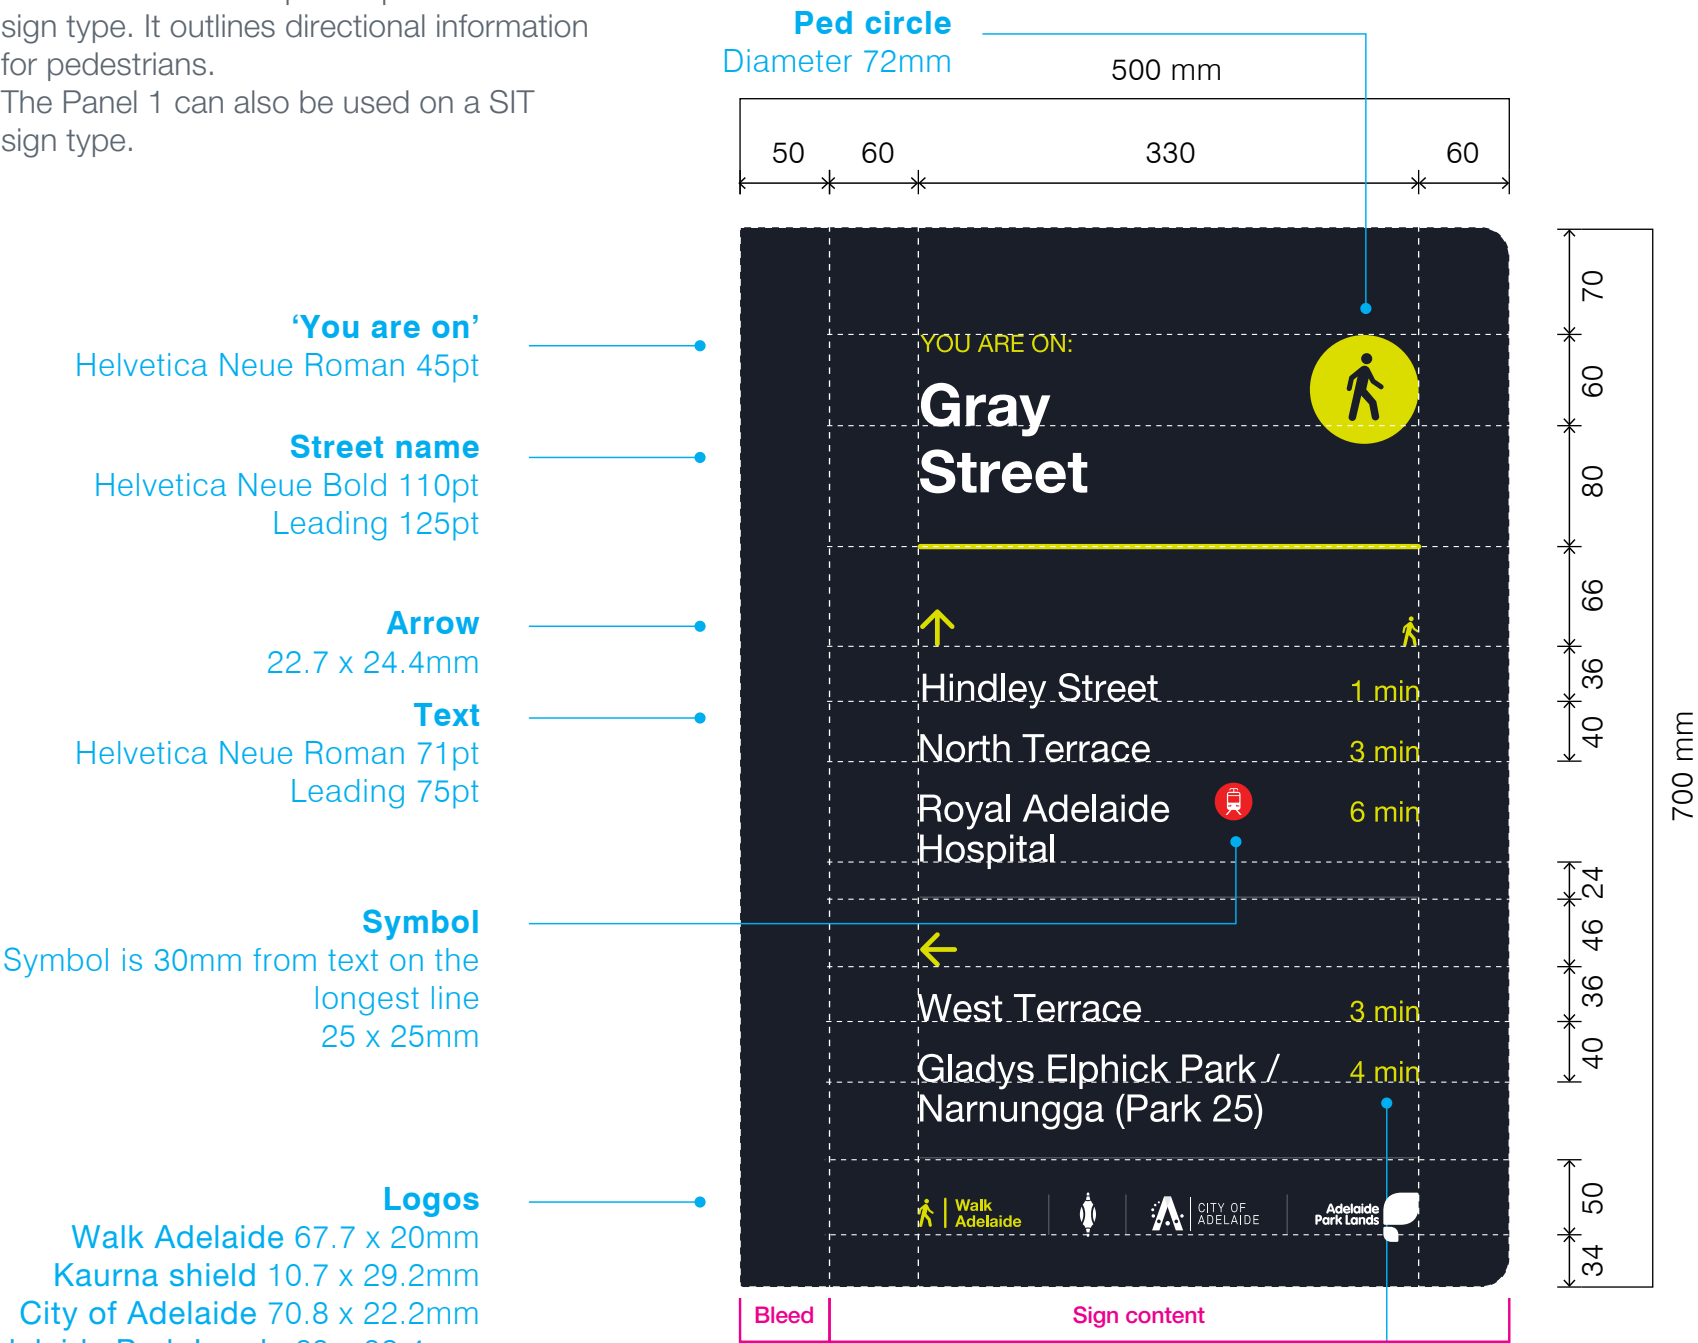 sign type. It outlines directional information
for pedestrians.
The Panel 1 can also be used on a SIT
sign type.
Ped circle
Diameter 72mm
500 mm
50
60
330
60
‘You are on’
Helvetica Neue Roman 45pt
Street name
Helvetica Neue Bold 110pt
Leading 125pt
Arrow
22.7 x 24.4mm
Text
Helvetica Neue Roman 71pt
Leading 75pt
Symbol
Symbol is 30mm from text on the
longest line
25 x 25mm
Logos
Walk Adelaide 67.7 x 20mm
Kaurna shield 10.7 x 29.2mm
City of Adelaide 70.8 x 22.2mm
YOU ARE ON:
Gray
Street
Hindley Street 1 min
North Terrace 3 min
Royal Adelaide 6 min
Hospital
West Terrace 3 min
Gladys Elphick Park / 4 min
Narnungga (Park 25)
Walk
Adelaide
CITY OF
ADELAIDE
Adelaide
Park Lands
70
60
80
66
36
40
24
46
36
40
50
34
700 mm
Bleed
Sign content